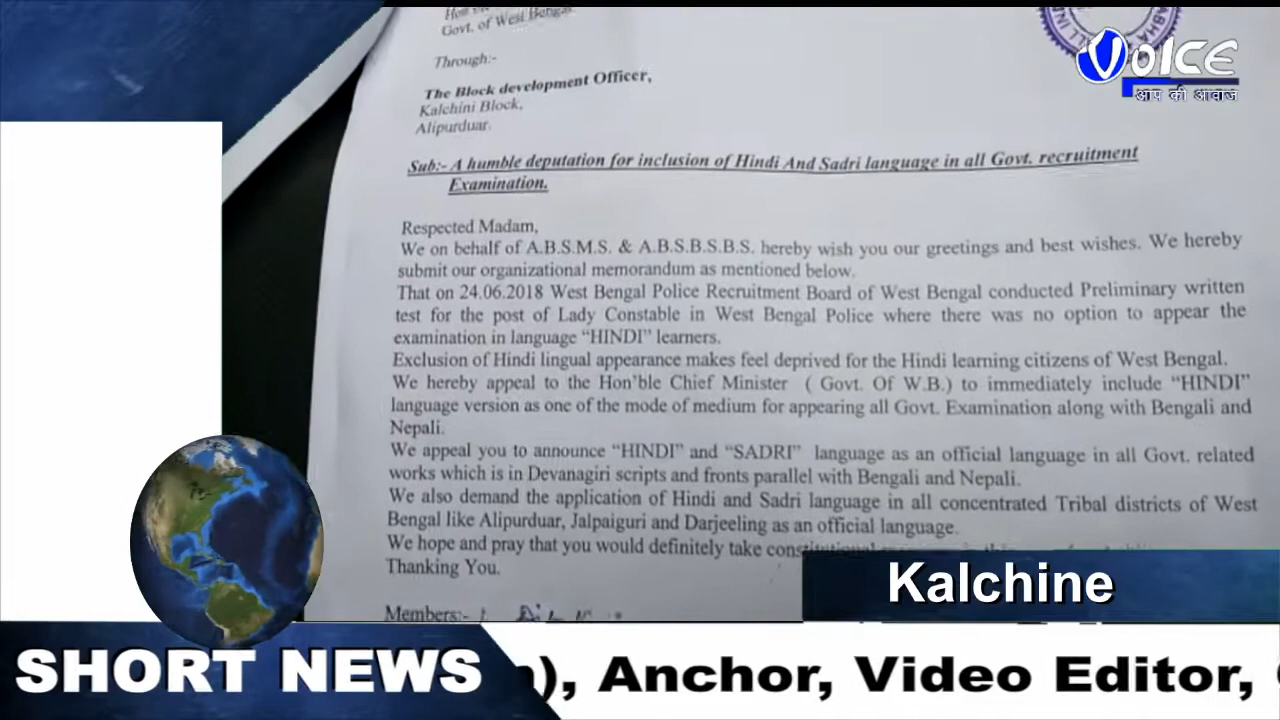 Govt. of West Bengal
Through:-
The Block development Officer,
Kalchini Block,
Alipurduar.
VOICE
आप की आवाज
Sub:- A humble deputation for inclusion of Hindi And Sadri language in all Govt. recruitment
Examination.
Respected Madam,
We on behalf of A.B.S.M.S. & A.B.S.B.S.B.S. hereby wish you our greetings and best wishes. We hereby
submit our organizational memorandum as mentioned below.
That on 24.06.2018 West Bengal Police Recruitment Board of West Bengal conducted Preliminary written
test for the post of Lady Constable in West Bengal Police where there was no option to appear the
examination in language “HINDI” learners.
Exclusion of Hindi lingual appearance makes feel deprived for the Hindi learning citizens of West Bengal.
We hereby appeal to the Hon’ble Chief Minister ( Govt. Of W.B.) to immediately include “HINDI”
language version as one of the mode of medium for appearing all Govt. Examination along with Bengali and
Nepali.
We appeal you to announce “HINDI” and “SADRI” language as an official language in all Govt. related
works which is in Devanagiri scripts and fronts parallel with Bengali and Nepali.
We also demand the application of Hindi and Sadri language in all concentrated Tribal districts of West
Bengal like Alipurduar, Jalpaiguri and Darjeeling as an official language.
We hope and pray that you would definitely take
Thanking You.
Members:-
Kalchine
SHORT NEWS
), Anchor, Video Editor,